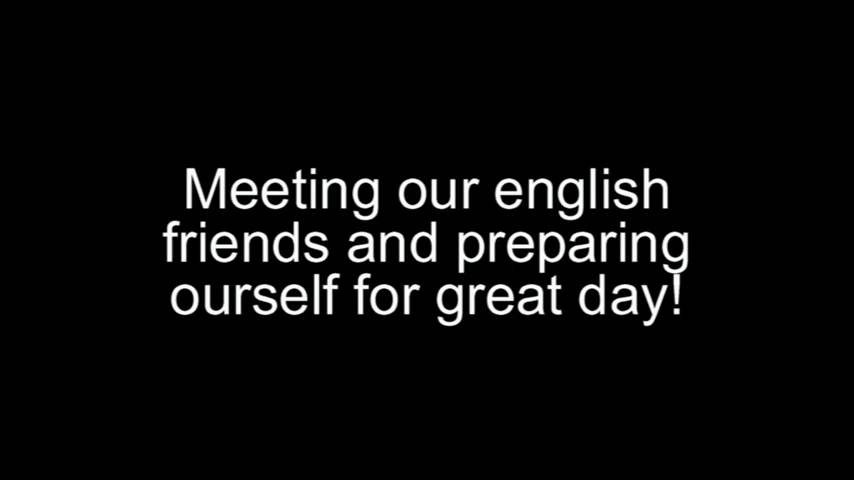 Meeting our english
friends and preparing
ourself for great day!